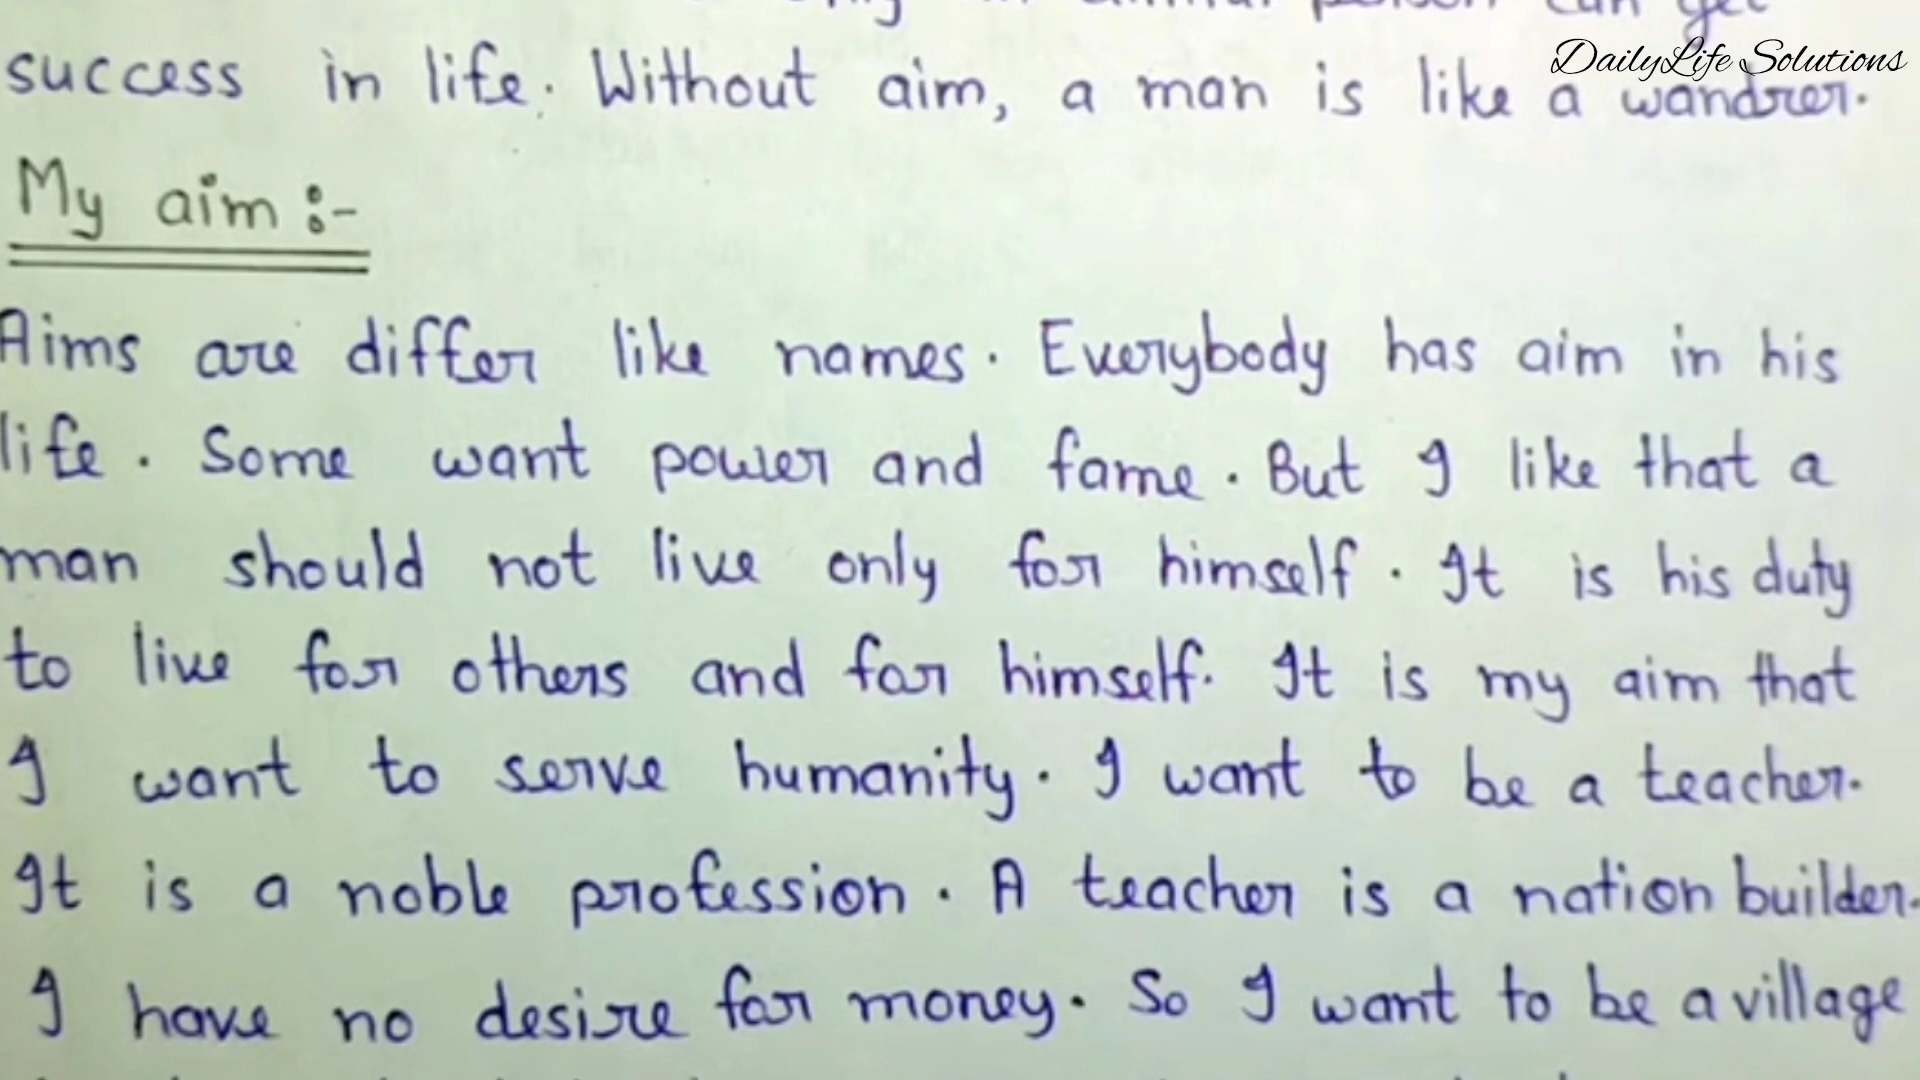 can get
DailyLife Solutions
success in life. Without aim, a man is like a wandrer.
My aim :-
Aims are differ like names. Everybody has aim in his
life. Some want power and fame. But I like that a
man should not live only for himself. It is his duty
to live for others and for himself. It is my aim that
I want to serve humanity. I want to be a teacher.
It is a noble profession. A teacher is a nation builder.
I have no desire for money. So I want to be a village